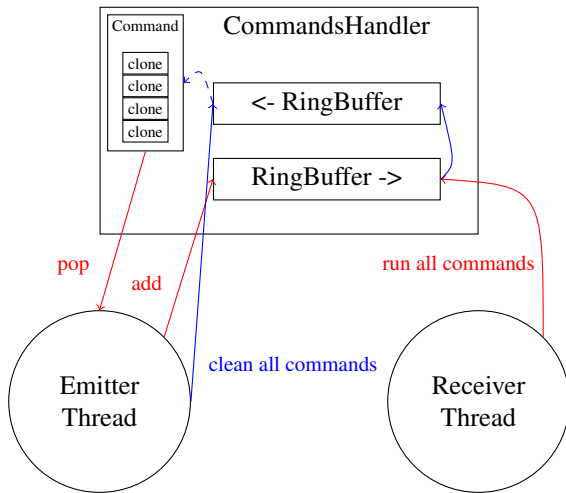 Command
CommandsHandler
clone
clone
clone
clone
<- RingBuffer
RingBuffer ->
pop
add
run all commands
clean all commands
Emitter
Thread
Receiver
Thread